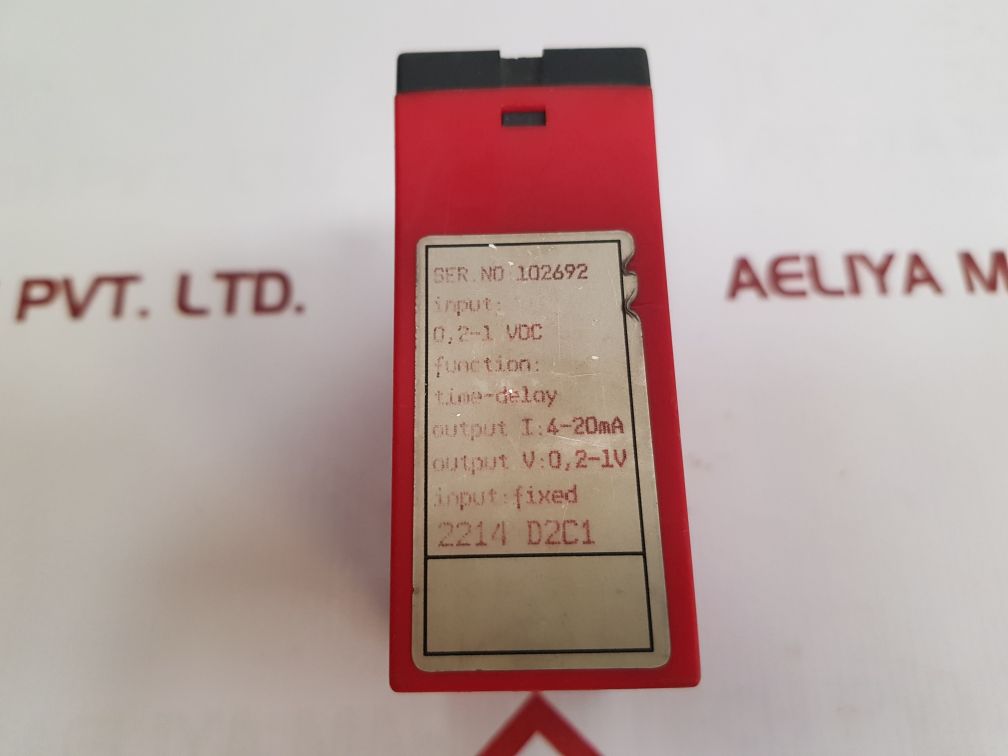 PVT. LTD.
AELIYA M
SER.NO 102692
input:
0,2-1 VDC
function:
time-delay
output I:4-20mA
output V:0,2-1V
input:fixed
2214 D2C1